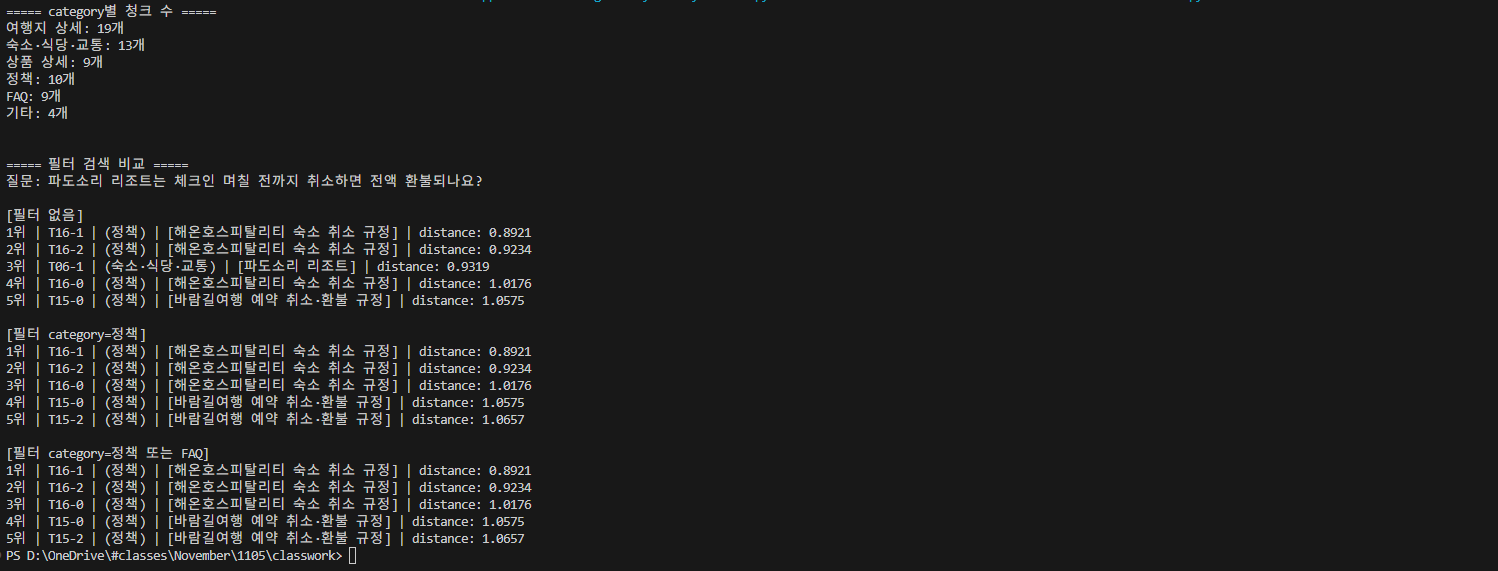 ===== category별 청크 수 =====
여행지 상세: 19개
숙소·식당·교통: 13개
상품 상세: 9개
정책: 10개
FAQ: 9개
기타: 4개
===== 필터 검색 비교 =====
질문: 파도소리 리조트는 체크인 며칠 전까지 취소하면 전액 환불되나요?
[필터 없음]
1위 | T16-1 | (정책) | [해온호스피탈리티 숙소 취소 규정] | distance: 0.8921
2위 | T16-2 | (정책) | [해온호스피탈리티 숙소 취소 규정] | distance: 0.9234
3위 | T06-1 | (숙소·식당·교통) | [파도소리 리조트] | distance: 0.9319
4위 | T16-0 | (정책) | [해온호스피탈리티 숙소 취소 규정] | distance: 1.0176
5위 | T15-0 | (정책) | [바람길여행 예약 취소·환불 규정] | distance: 1.0575
[필터 category=정책]
1위 | T16-1 | (정책) | [해온호스피탈리티 숙소 취소 규정] | distance: 0.8921
2위 | T16-2 | (정책) | [해온호스피탈리티 숙소 취소 규정] | distance: 0.9234
3위 | T16-0 | (정책) | [해온호스피탈리티 숙소 취소 규정] | distance: 1.0176
4위 | T15-0 | (정책) | [바람길여행 예약 취소·환불 규정] | distance: 1.0575
5위 | T15-2 | (정책) | [바람길여행 예약 취소·환불 규정] | distance: 1.0657
[필터 category=정책 또는 FAQ]
1위 | T16-1 | (정책) | [해온호스피탈리티 숙소 취소 규정] | distance: 0.8921
2위 | T16-2 | (정책) | [해온호스피탈리티 숙소 취소 규정] | distance: 0.9234
3위 | T16-0 | (정책) | [해온호스피탈리티 숙소 취소 규정] | distance: 1.0176
4위 | T15-0 | (정책) | [바람길여행 예약 취소·환불 규정] | distance: 1.0575
5위 | T15-2 | (정책) | [바람길여행 예약 취소·환불 규정] | distance: 1.0657
PS D:\OneDrive\#classes\November\1105\classwork>